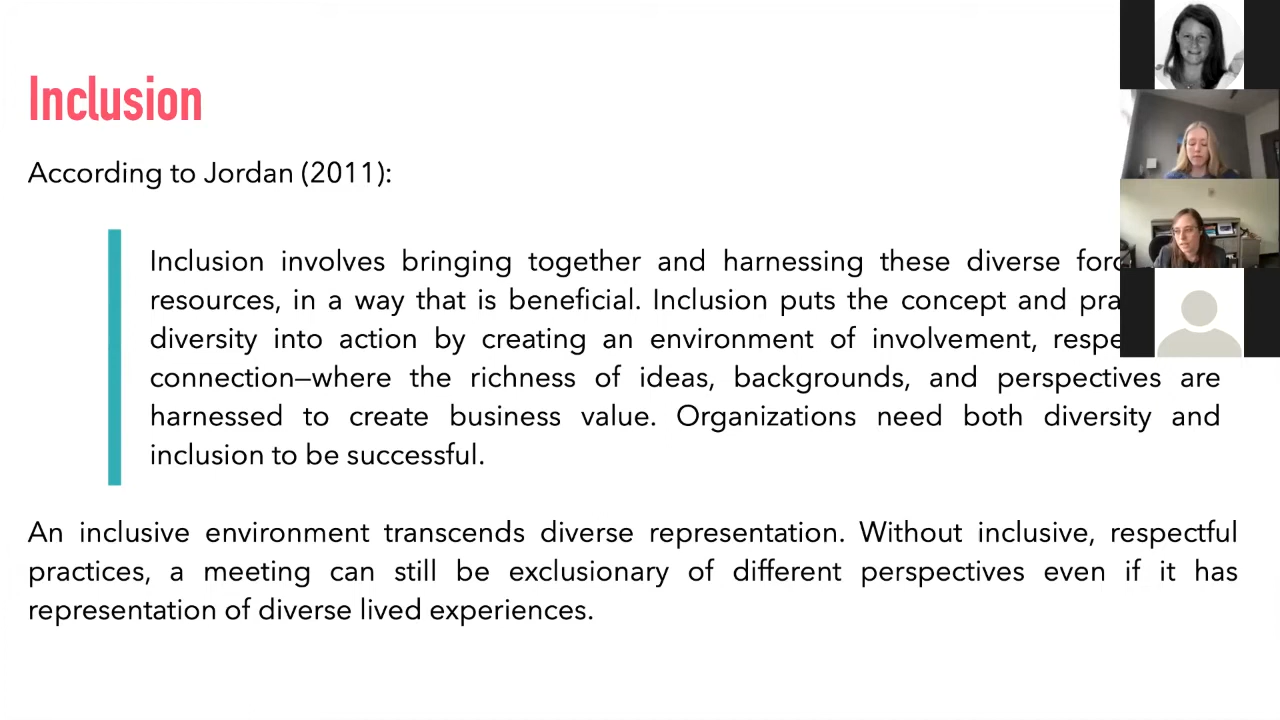 Inclusion
According to Jordan (2011):
Inclusion involves bringing together and harnessing these diverse
resources, in a way that is beneficial. Inclusion puts the concept and
diversity into action by creating an environment of involvement,
connection—where the richness of ideas, backgrounds, and perspectives are
harnessed to create business value. Organizations need both diversity and
inclusion to be successful.
An inclusive environment transcends diverse representation. Without inclusive, respectful
practices, a meeting can still be exclusionary of different perspectives even if it has
representation of diverse lived experiences.